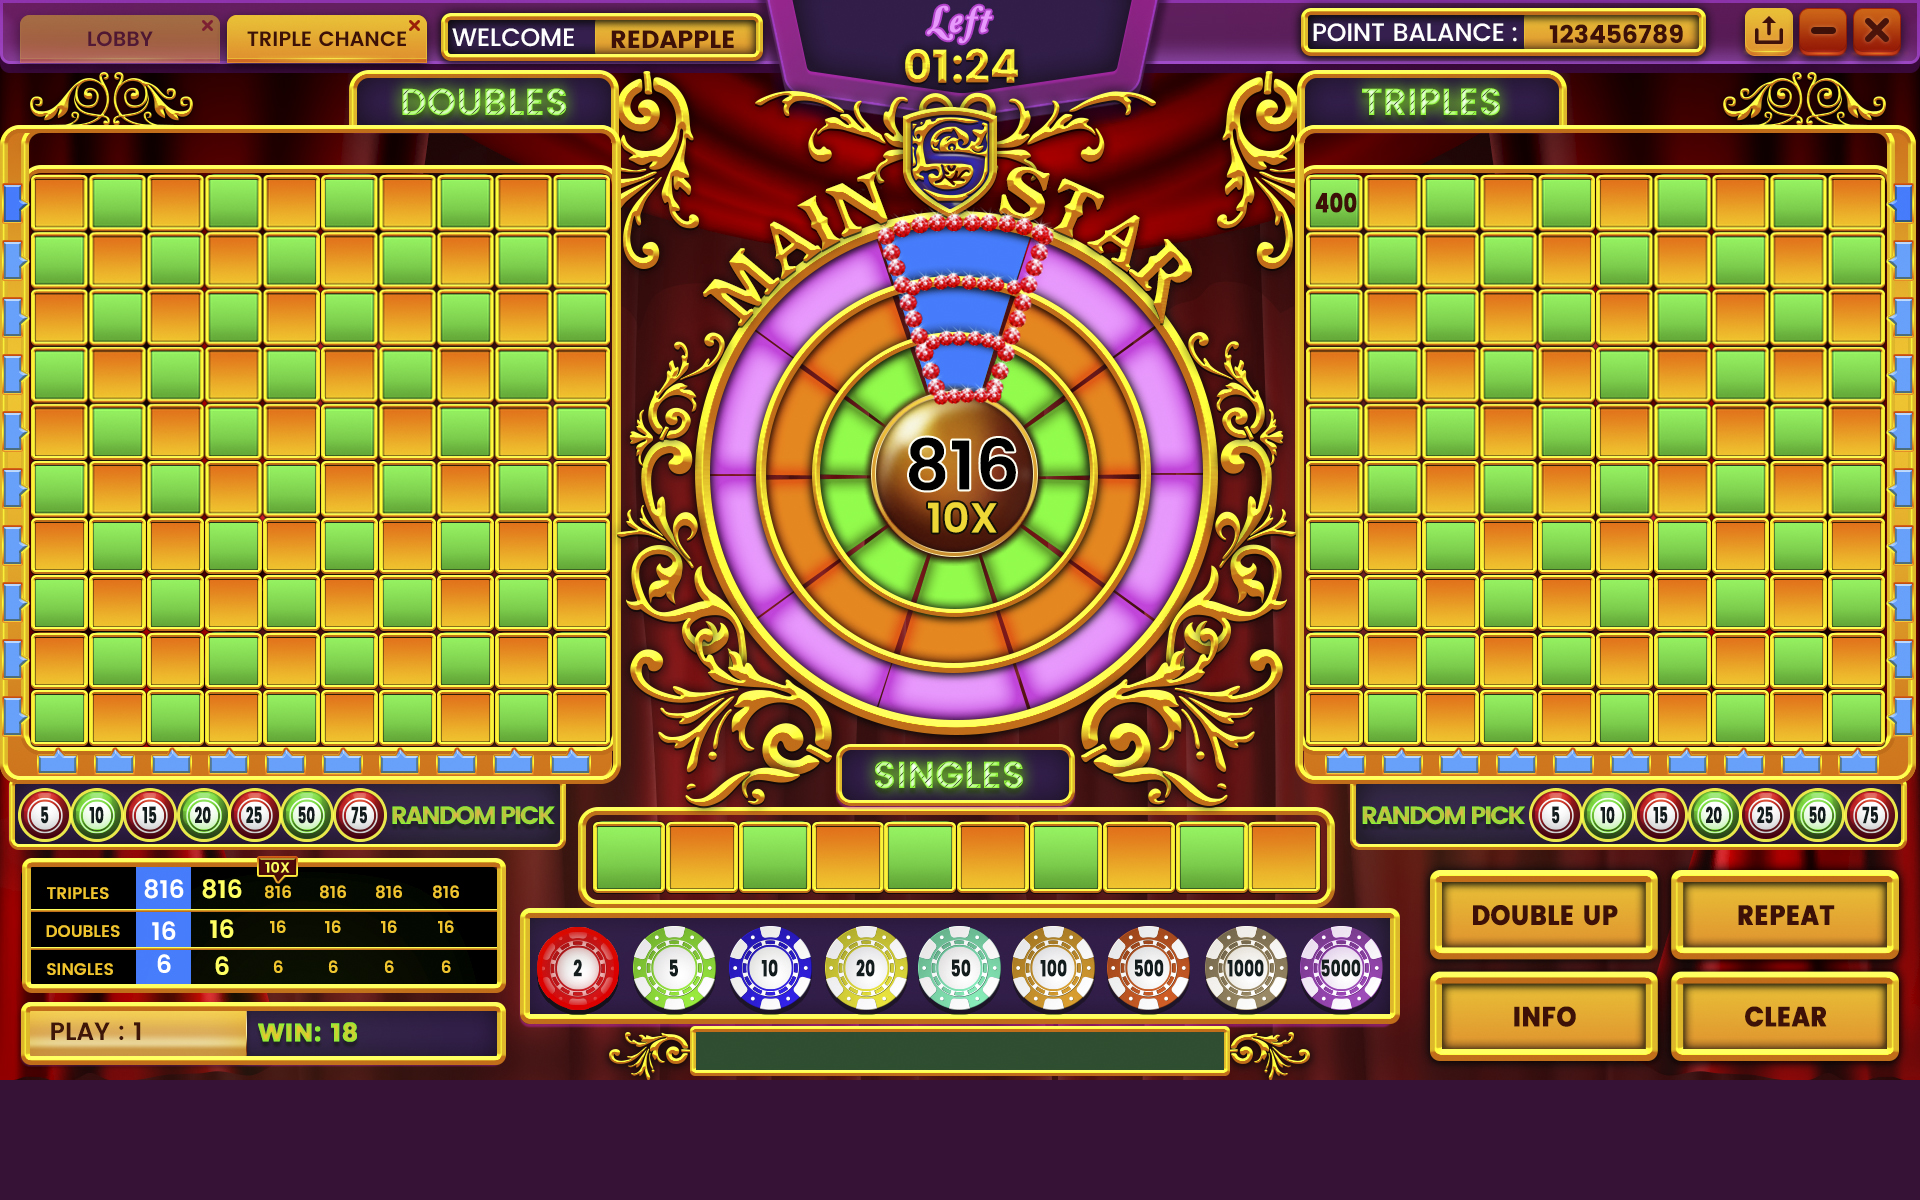 LOBBY
TRIPLE CHANCE
WELCOME REDAPPLE
Left
01:24
POINT BALANCE : 123456789
DOUBLES
TRIPLES
MAIN S STAR
400
816
10X
SINGLES
5 10 15 20 25 50 75 RANDOM PICK
RANDOM PICK 5 10 15 20 25 50 75
10X
TRIPLES 816 816 816 816 816 816
DOUBLES 16 16 16 16 16 16
SINGLES 6 6 6 6 6 6
PLAY : 1 WIN: 18
2 5 10 20 50 100 500 1000 5000
DOUBLE UP REPEAT
INFO CLEAR